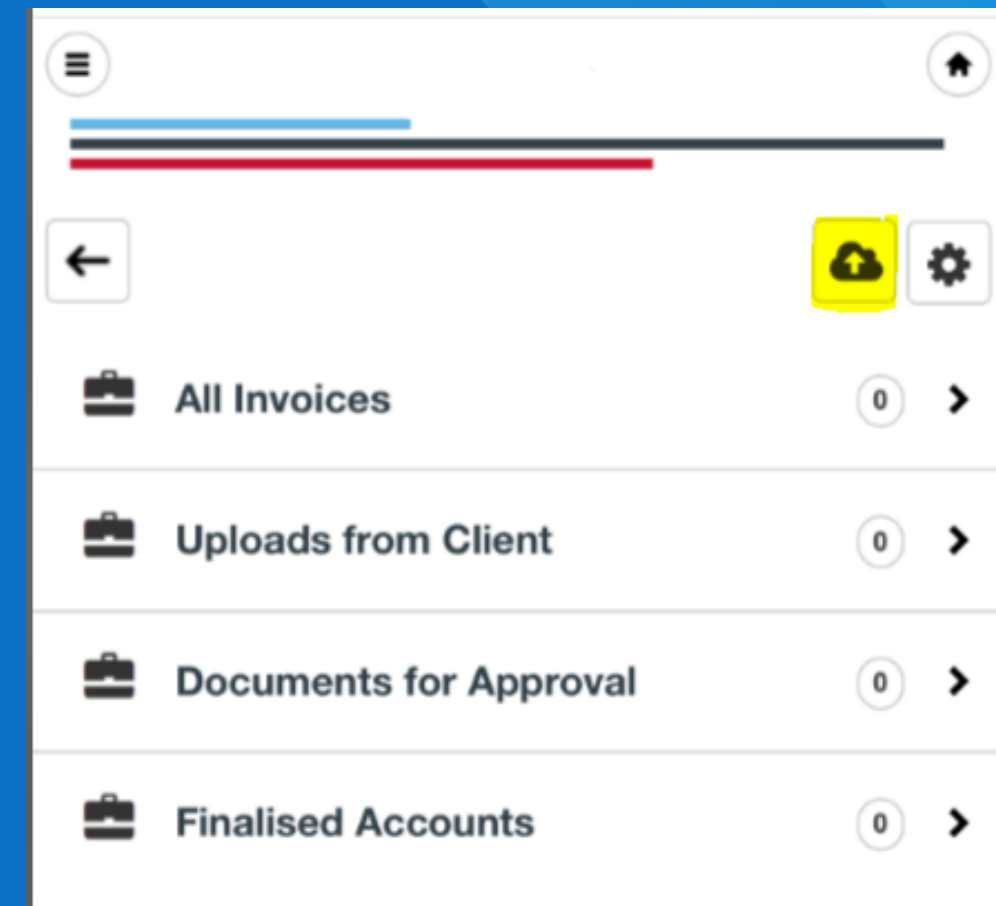 All Invoices 0
Uploads from Client 0
Documents for Approval 0
Finalised Accounts 0